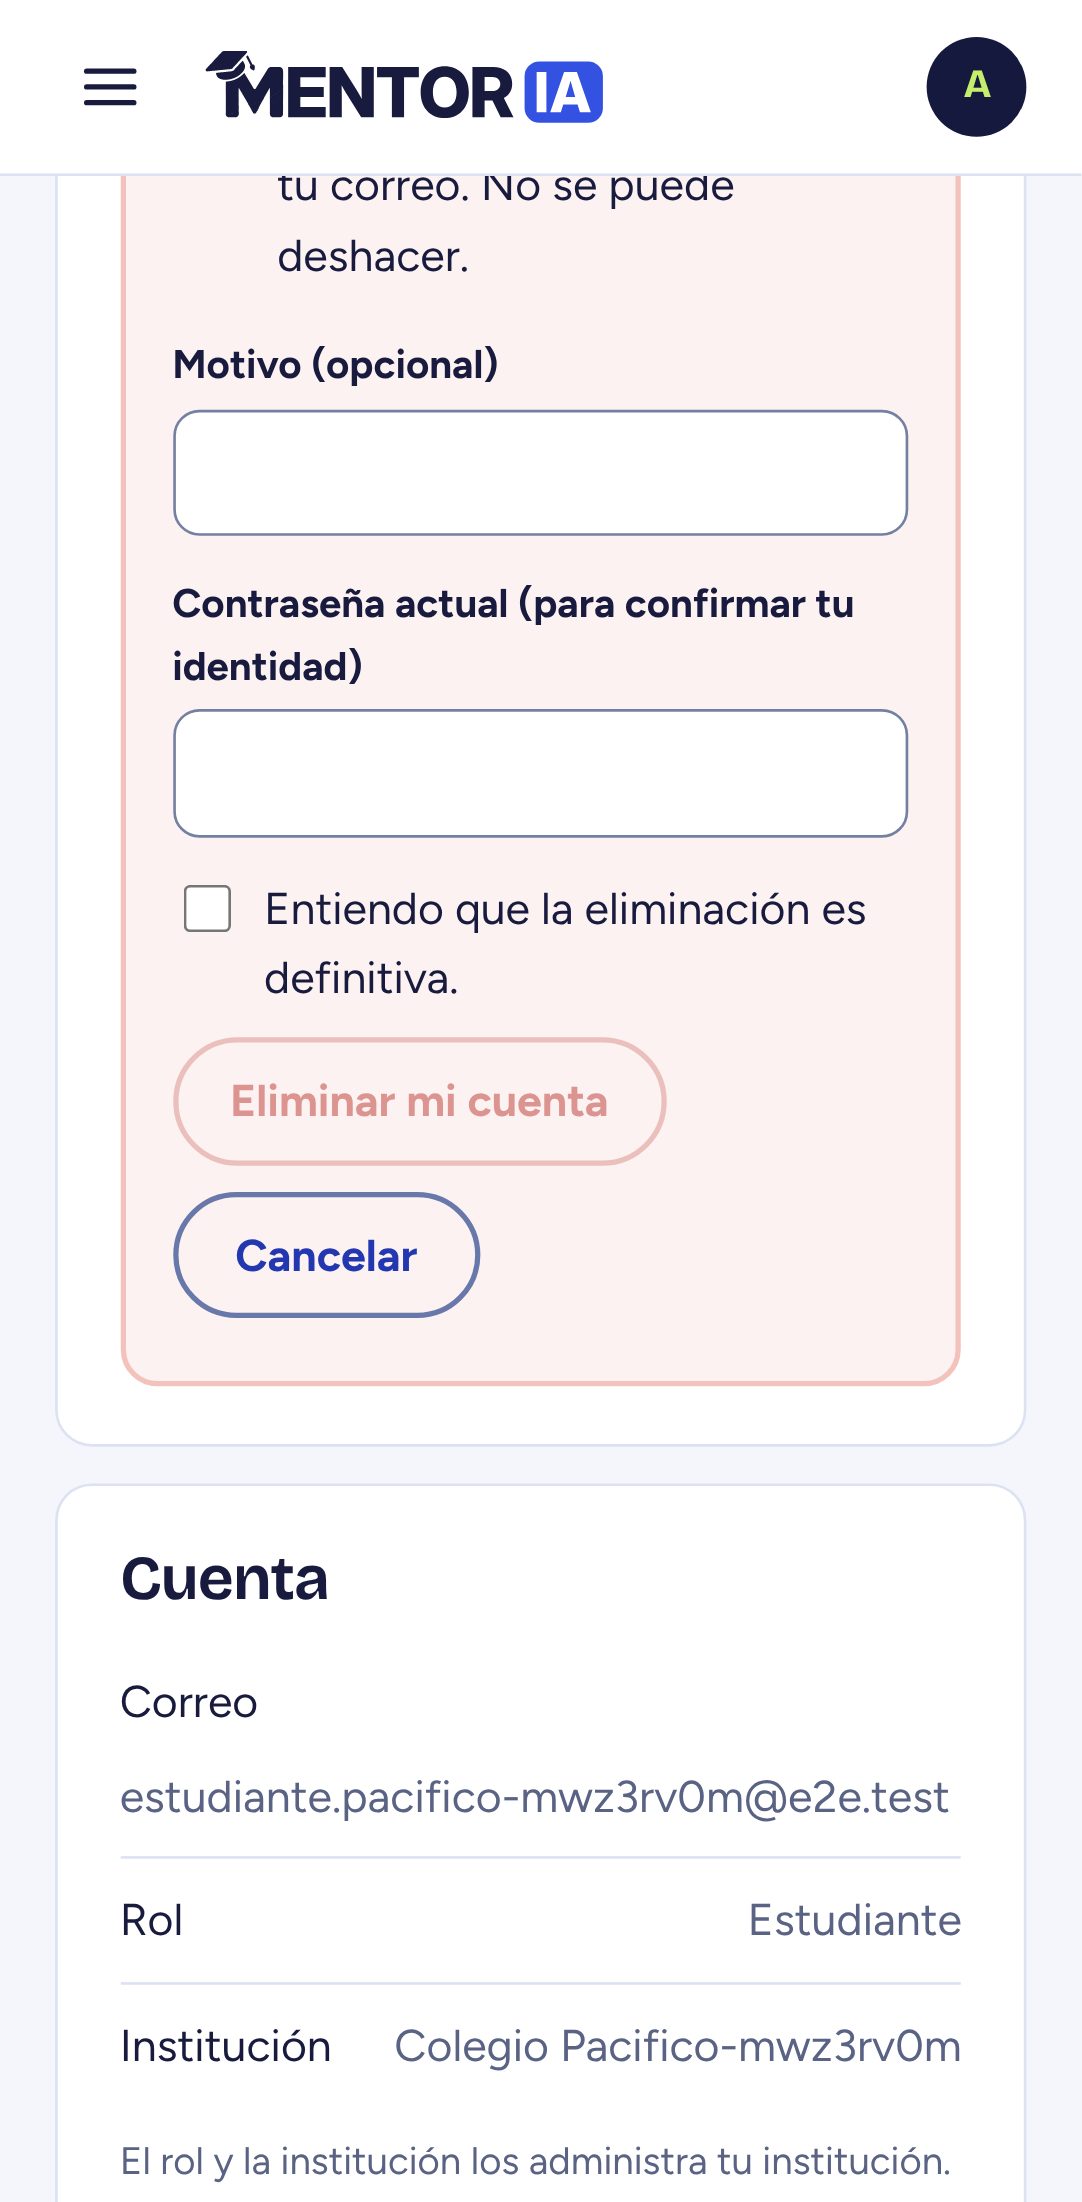 MENTOR IA
A
tu correo. No se puede
deshacer.
Motivo (opcional)
Contraseña actual (para confirmar tu
identidad)
Entiendo que la eliminación es
definitiva.
Eliminar mi cuenta
Cancelar
Cuenta
Correo
estudiante.pacifico-mwz3rv0m@e2e.test
Rol Estudiante
Institución Colegio Pacifico-mwz3rv0m
El rol y la institución los administra tu institución.